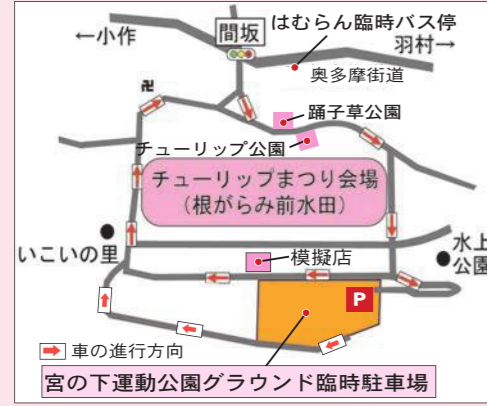 間坂
はむらん臨時バス停
←小作
羽村→
奥多摩街道
卍
踊子草公園
チューリップ公園
チューリップまつり会場
(根がらみ前水田)
いこいの里
模擬店
水上
公園
P
車の進行方向
宮の下運動公園グラウンド臨時駐車場